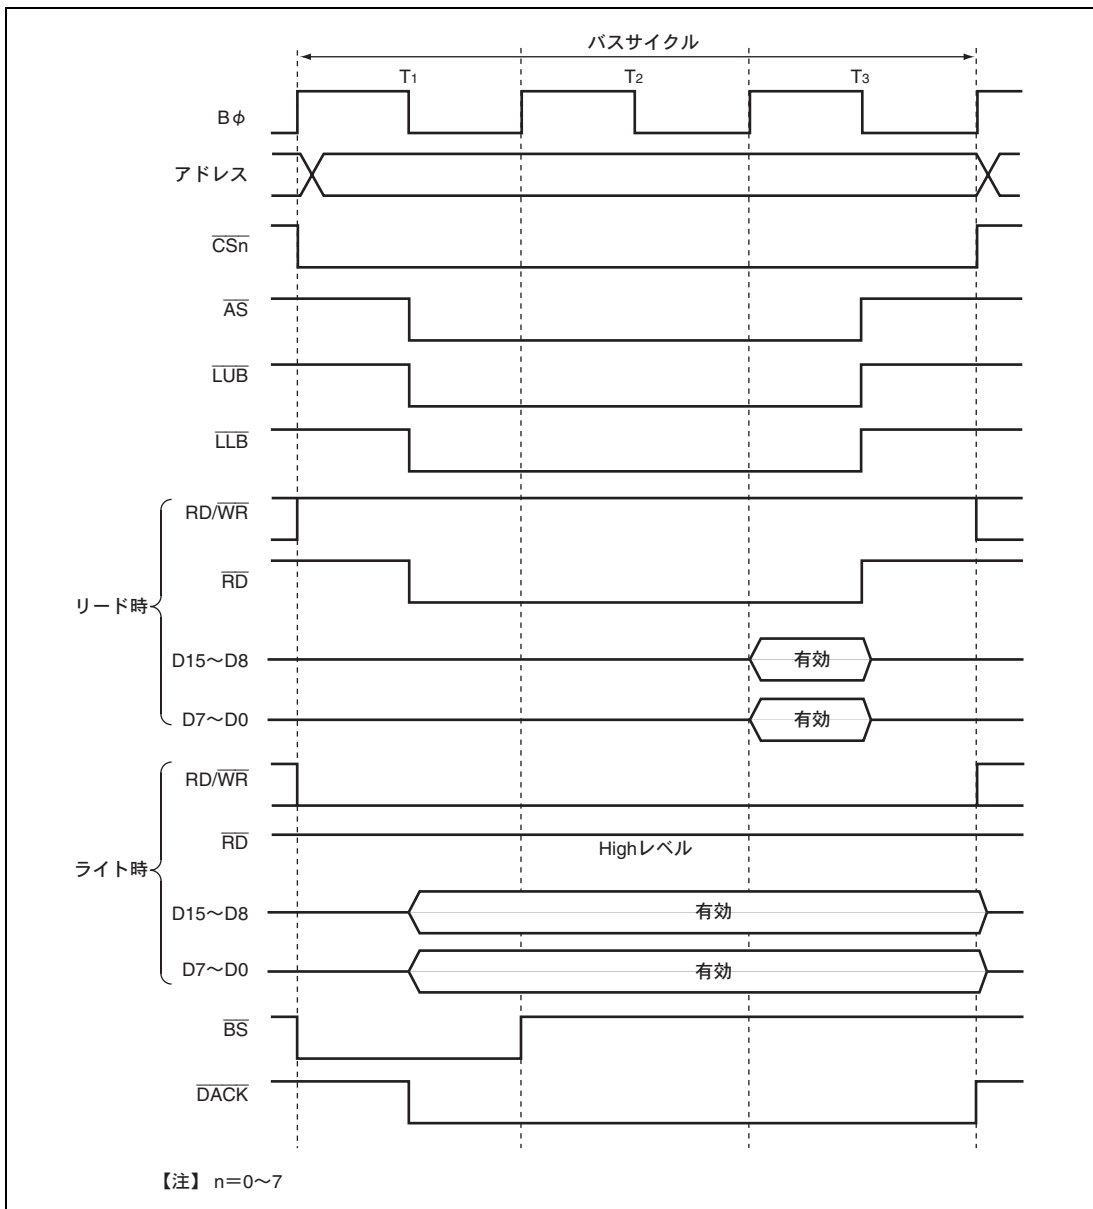 バスサイクル
T1 T2 T3
Bφ
アドレス
CSn
AS
LUB
LLB
リード時
RD/WR
RD
D15～D8 有効
D7～D0 有効
ライト時
RD/WR
RD Highレベル
D15～D8 有効
D7～D0 有効
BS
DACK
【注】 n＝0～7